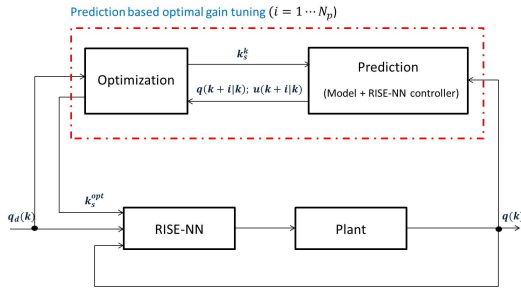 Prediction based optimal gain tuning (i = 1 ⋯ Nₚ)
k_s^k
Optimization
Prediction
(Model + RISE-NN controller)
q(k + i|k); u(k + i|k)
k_s^{opt}
q_d(k)
q(k)
RISE-NN
Plant